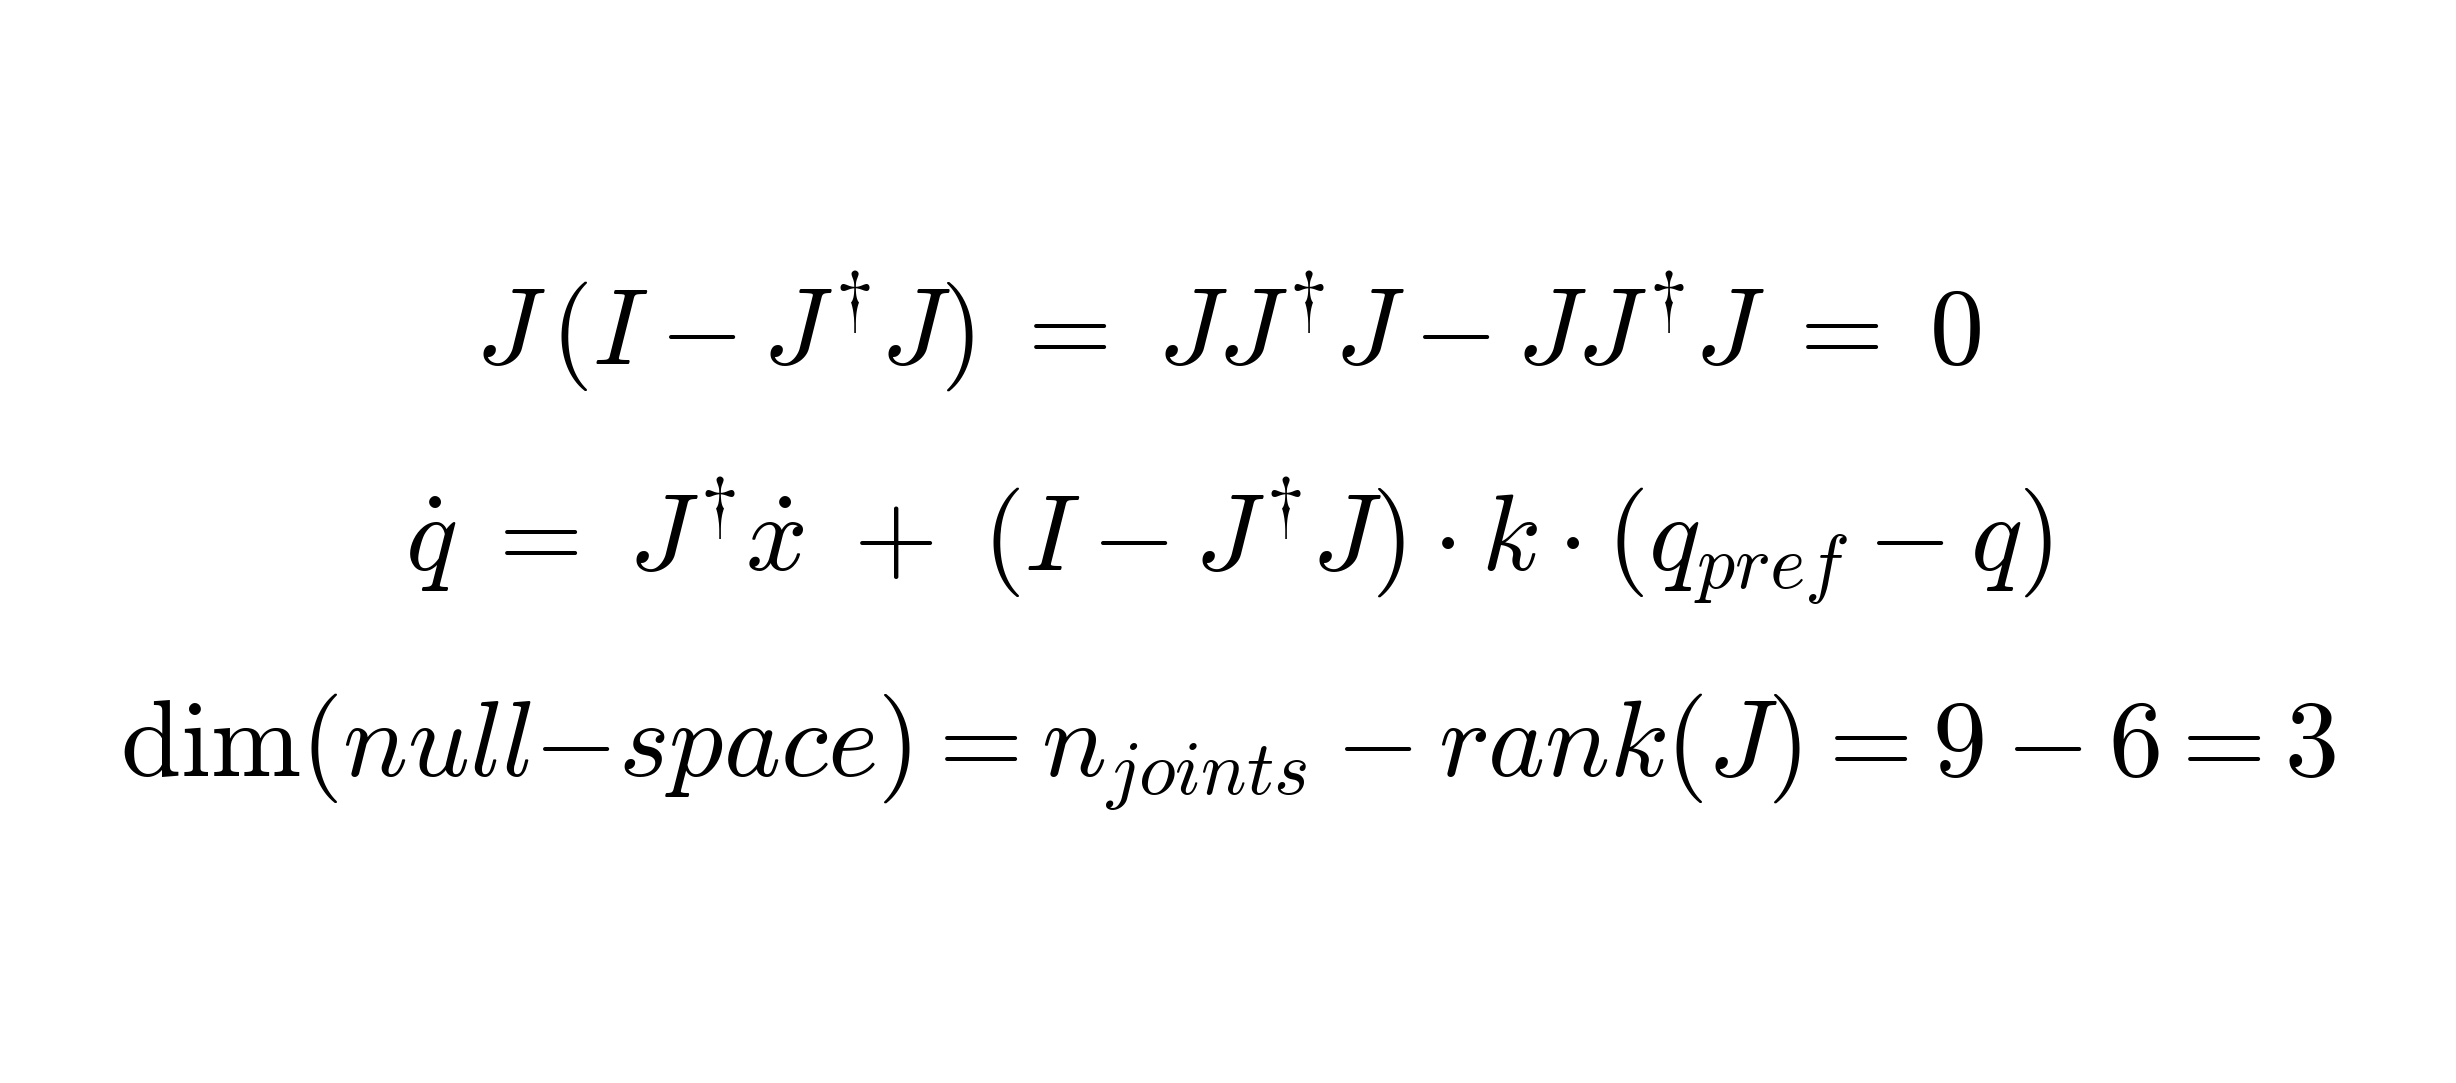 J(I − J†J) = JJ†J − JJ†J = 0
q̇ = J†ẋ + (I − J†J) · k · (q_pref − q)
dim(null−space) = n_joints − rank(J) = 9 − 6 = 3